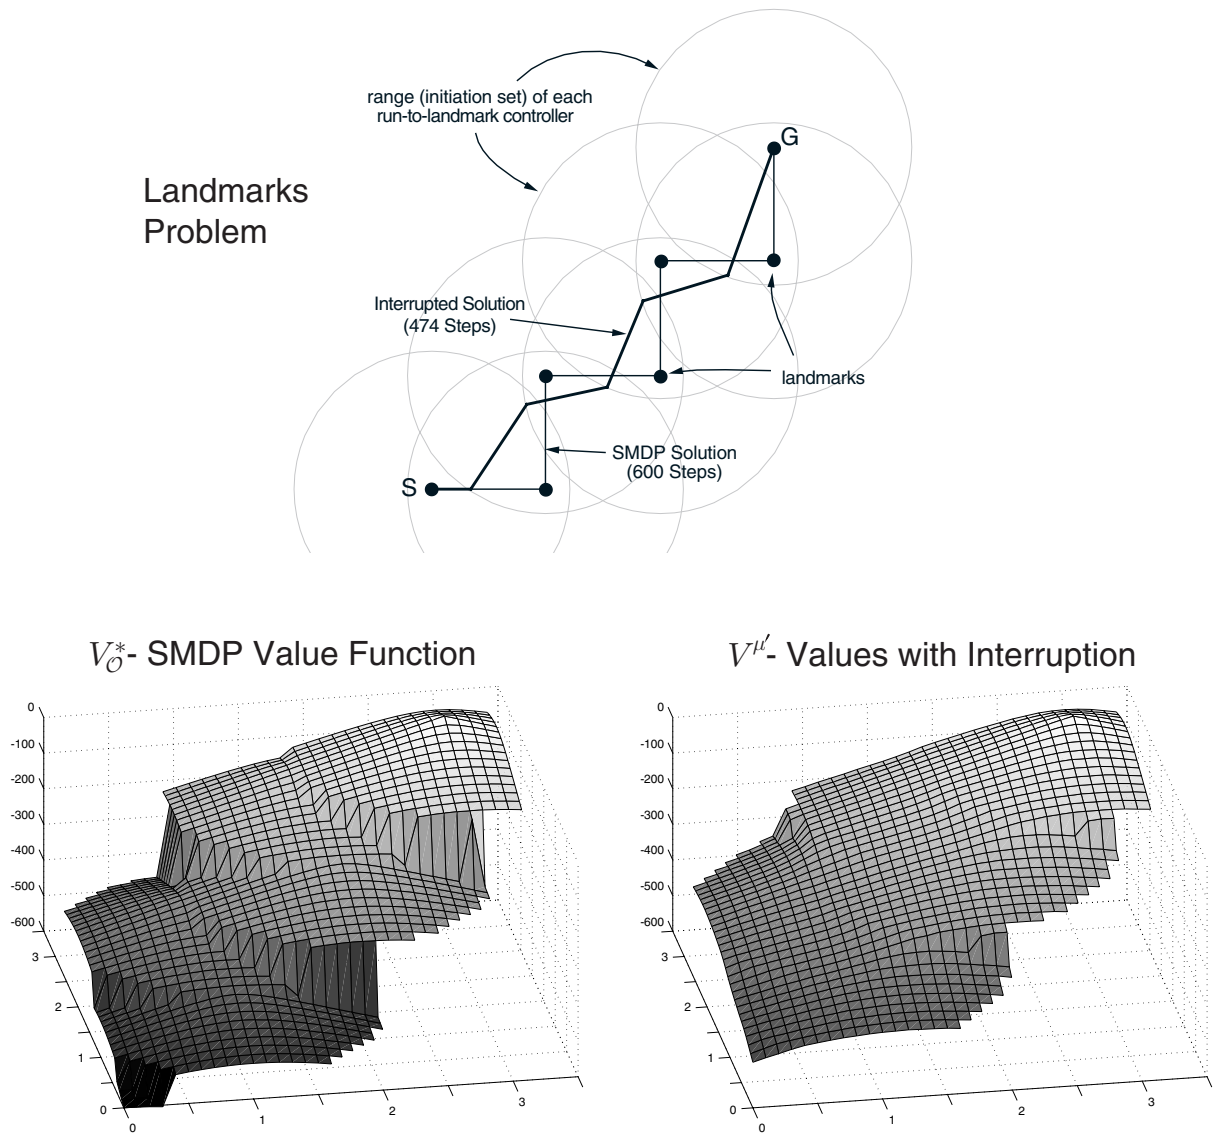 range (initiation set) of each
run-to-landmark controller
G
Landmarks
Problem
Interrupted Solution
(474 Steps)
landmarks
SMDP Solution
(600 Steps)
S
V*_𝒪- SMDP Value Function
V^μ′- Values with Interruption
0
-100
-200
-300
-400
-500
-600
3
2
1
0
0
1
2
3
0
-100
-200
-300
-400
-500
-600
3
2
1
0
0
1
2
3